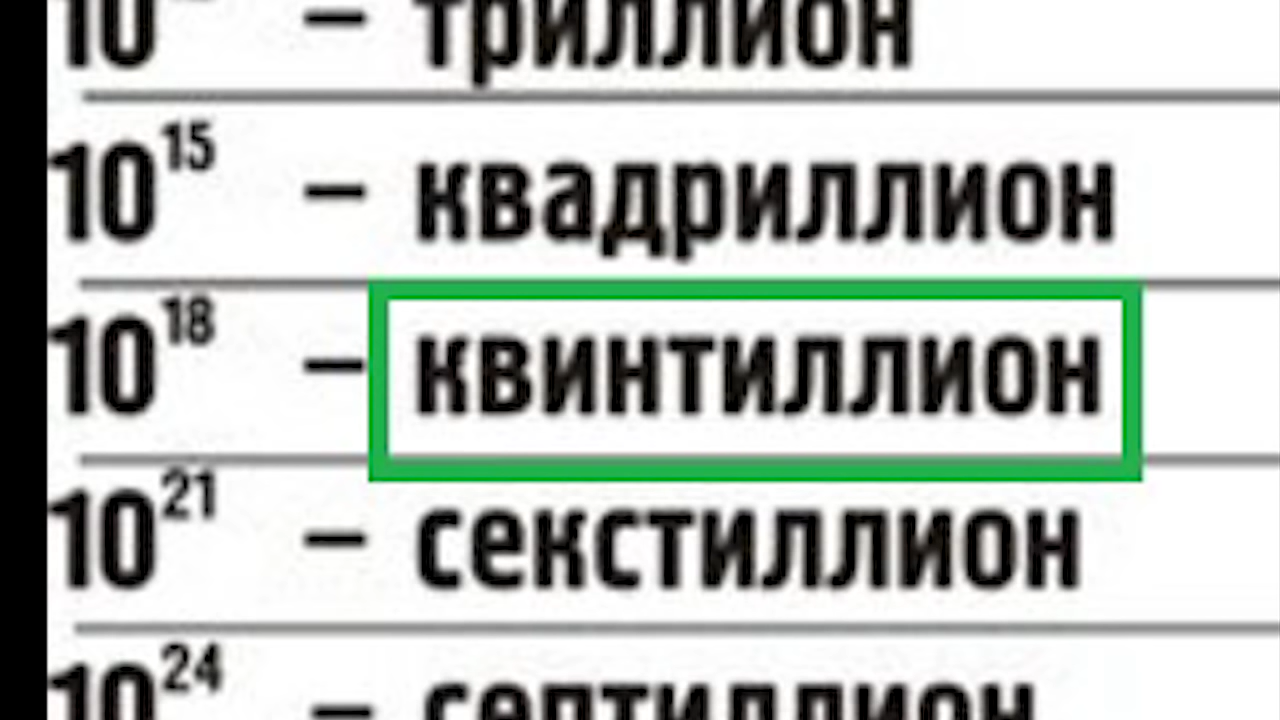 10 – триллион
10¹⁵ – квадриллион
10¹⁸ – квинтиллион
10²¹ – секстиллион
10²⁴ – септиллион